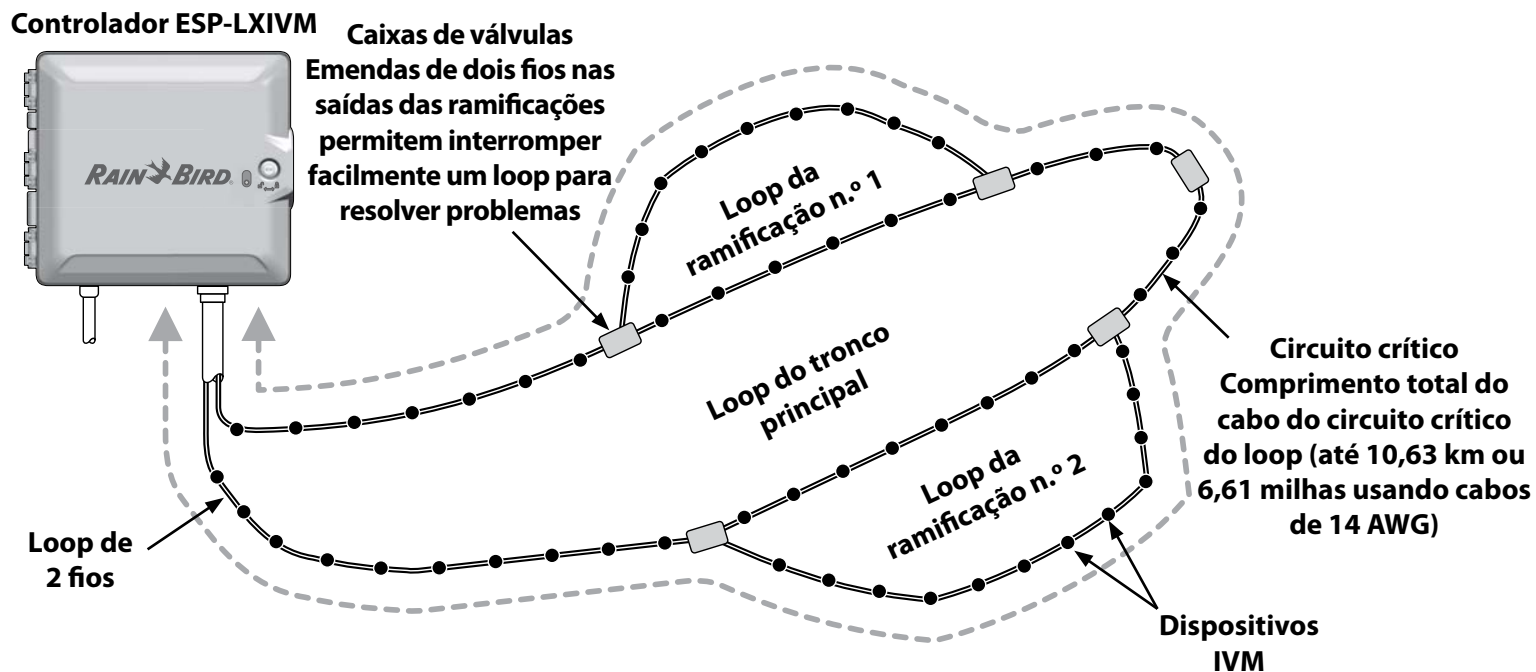 Controlador ESP-LXIVM
Caixas de válvulas
Emendas de dois fios nas
saídas das ramificações
permitem interromper
facilmente um loop para
resolver problemas
RAIN BIRD
Loop da
ramificação n.º 1
Loop do tronco
principal
Circuito crítico
Comprimento total do
cabo do circuito crítico
do loop (até 10,63 km ou
6,61 milhas usando cabos
de 14 AWG)
Loop da
ramificação n.º 2
Loop de
2 fios
Dispositivos
IVM